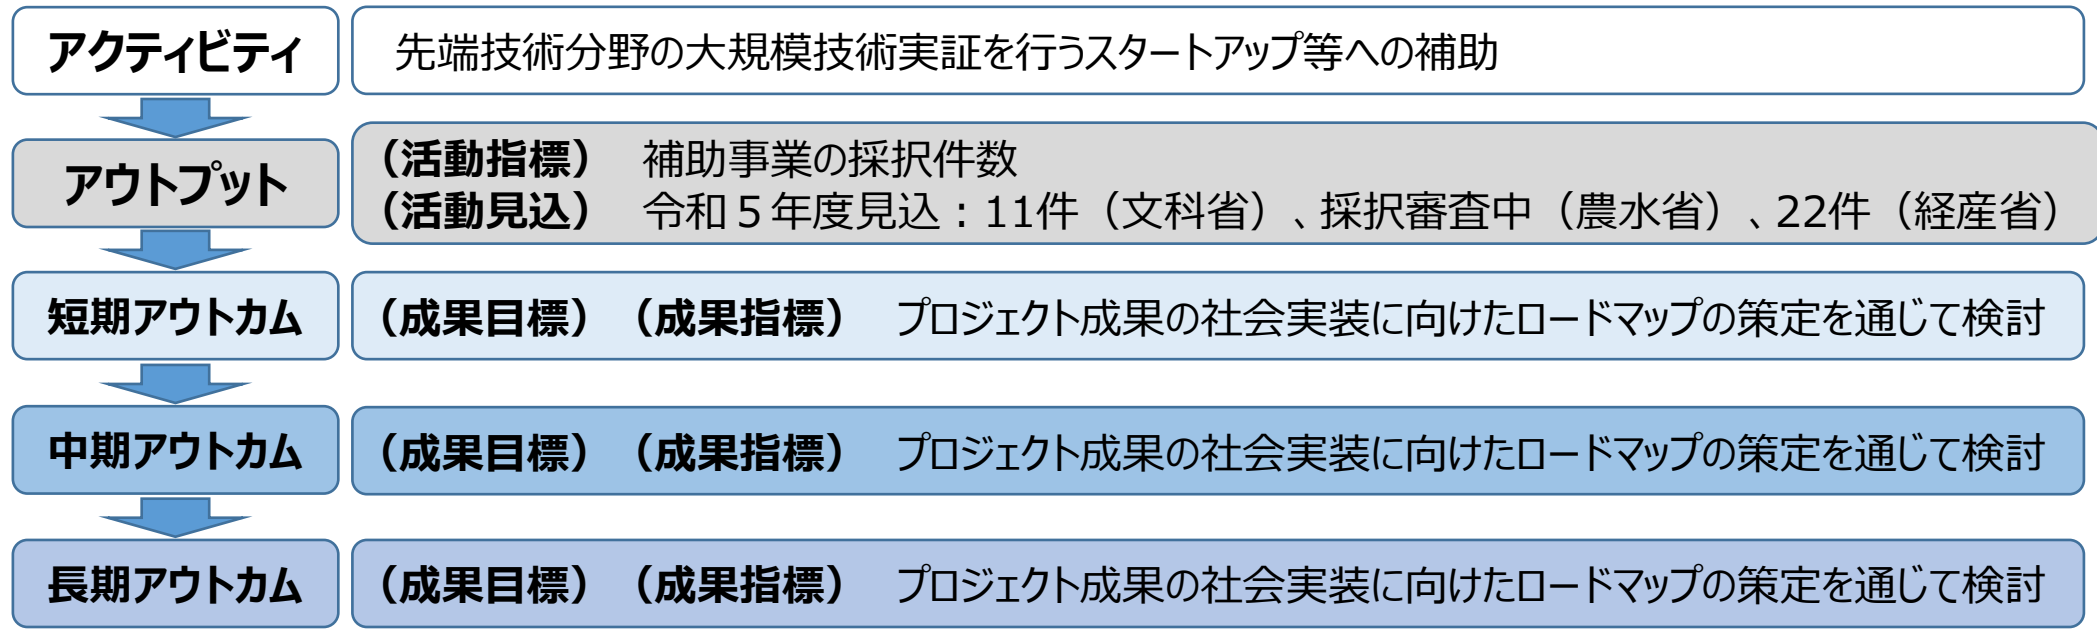 アクティビティ
先端技術分野の大規模技術実証を行うスタートアップ等への補助
アウトプット
（活動指標）　補助事業の採択件数
（活動見込）　令和５年度見込：11件（文科省）、採択審査中（農水省）、22件（経産省）
短期アウトカム
（成果目標）（成果指標）　プロジェクト成果の社会実装に向けたロードマップの策定を通じて検討
中期アウトカム
（成果目標）（成果指標）　プロジェクト成果の社会実装に向けたロードマップの策定を通じて検討
長期アウトカム
（成果目標）（成果指標）　プロジェクト成果の社会実装に向けたロードマップの策定を通じて検討